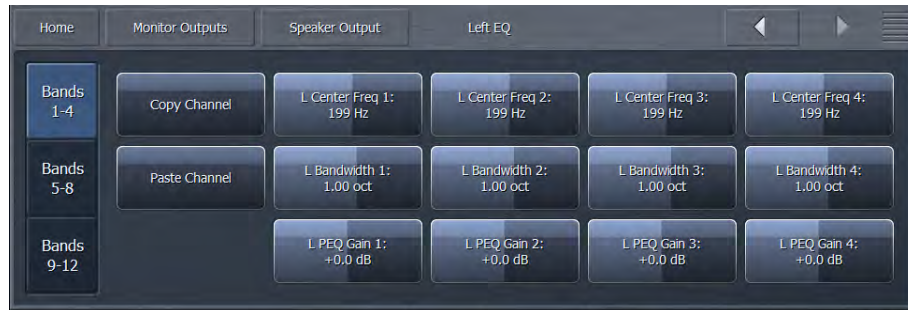 Home
Monitor Outputs
Speaker Output
Left EQ
Bands
1-4
Copy Channel
L Center Freq 1:
199 Hz
L Center Freq 2:
199 Hz
L Center Freq 3:
199 Hz
L Center Freq 4:
199 Hz
Bands
5-8
Paste Channel
L Bandwidth 1:
1.00 oct
L Bandwidth 2:
1.00 oct
L Bandwidth 3:
1.00 oct
L Bandwidth 4:
1.00 oct
Bands
9-12
L PEQ Gain 1:
+0.0 dB
L PEQ Gain 2:
+0.0 dB
L PEQ Gain 3:
+0.0 dB
L PEQ Gain 4:
+0.0 dB